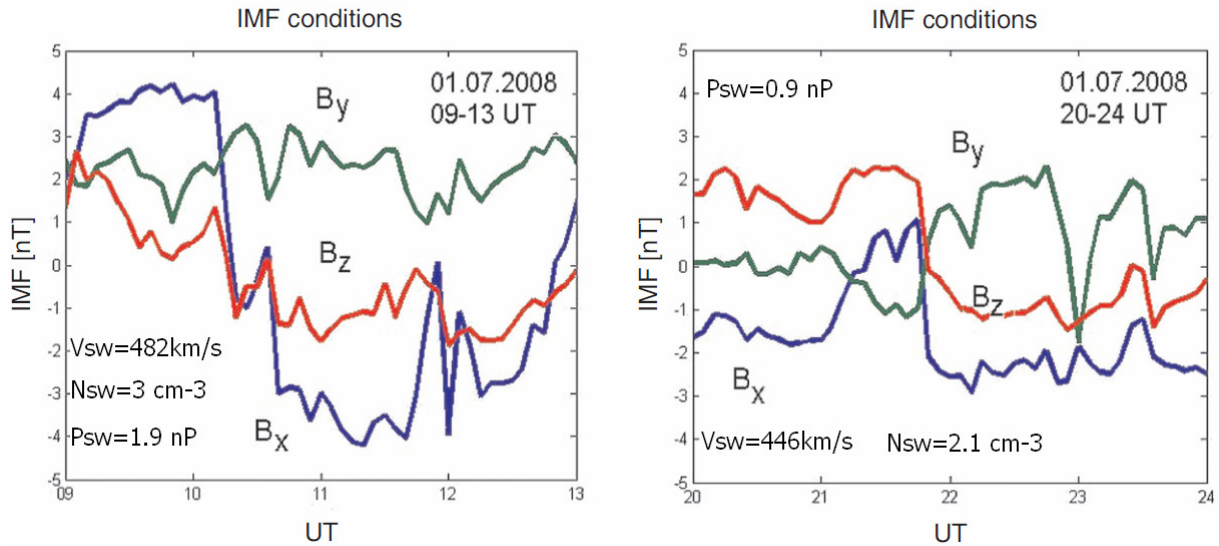 IMF conditions
5
4
3
2
1
0
-1
-2
-3
-4
-5
IMF [nT]
01.07.2008
09-13 UT
By
Bz
Bx
Vsw=482km/s
Nsw=3 cm-3
Psw=1.9 nP
09 10 11 12 13
UT
IMF conditions
5
4
3
2
1
0
-1
-2
-3
-4
-5
IMF [nT]
Psw=0.9 nP
01.07.2008
20-24 UT
By
Bz
Bx
Vsw=446km/s Nsw=2.1 cm-3
20 21 22 23 24
UT